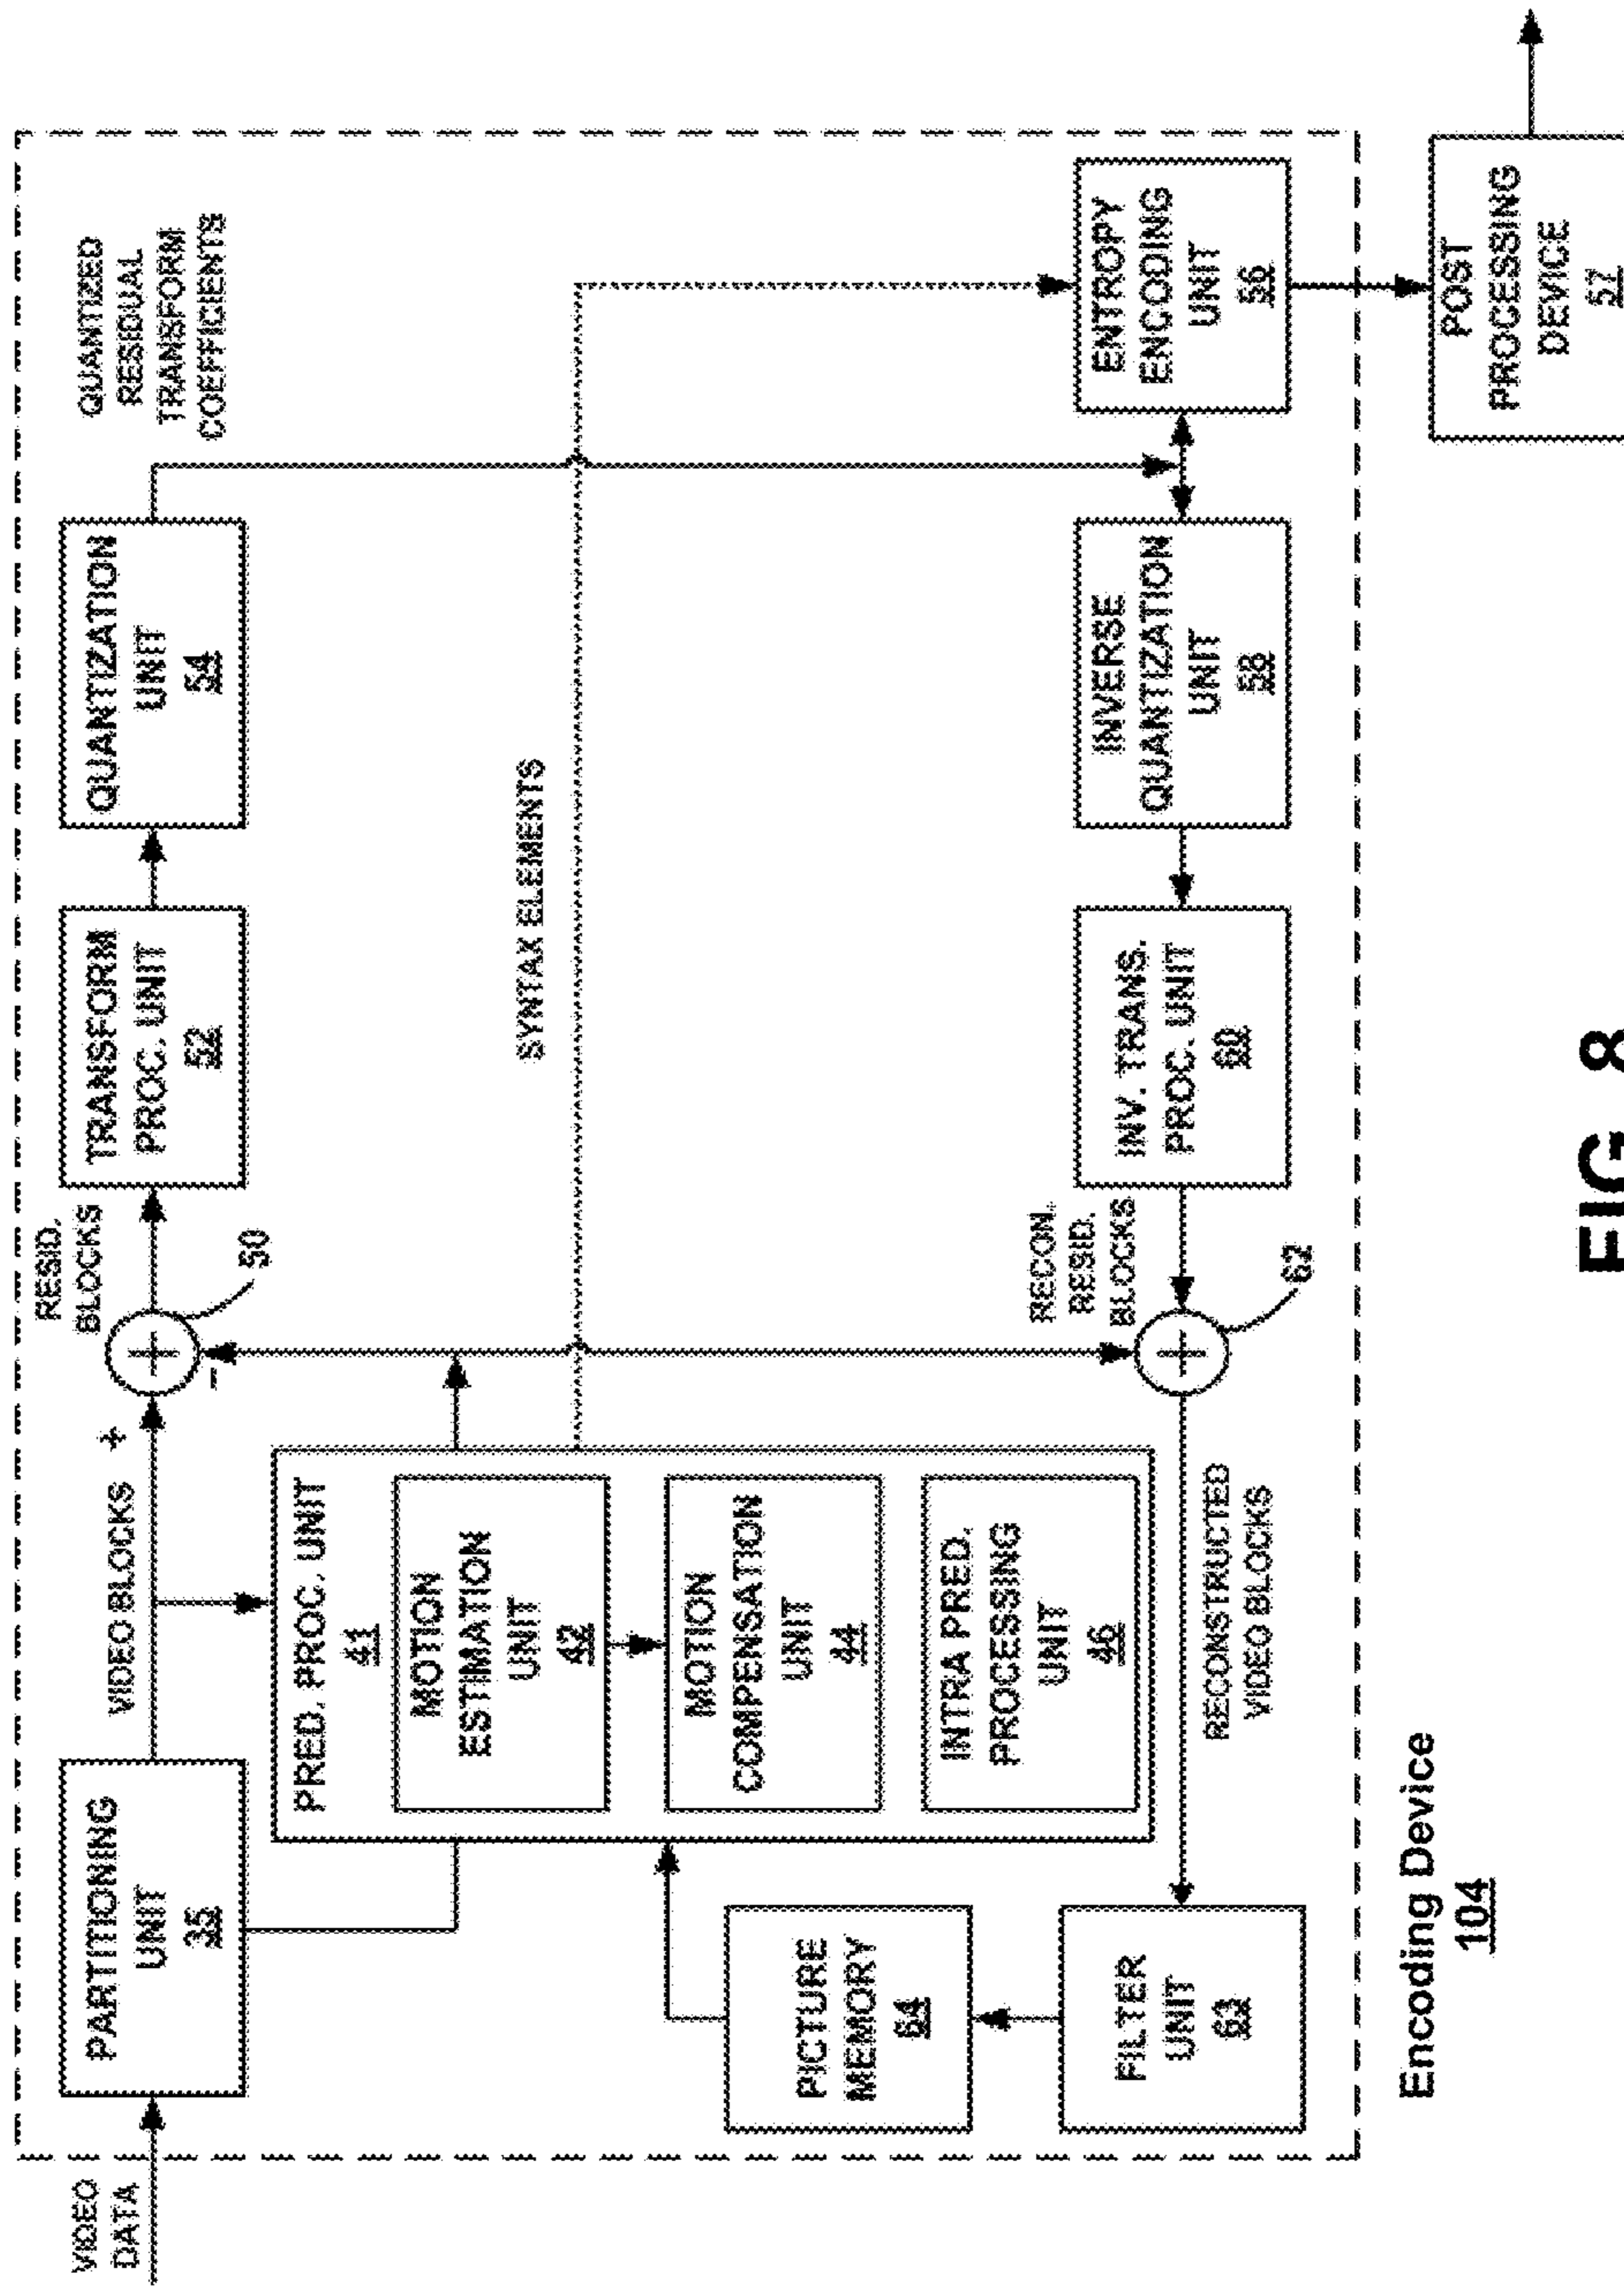 VIDEO
DATA
PARTITIONING
UNIT
35
VIDEO BLOCKS
+
-
RESID.
BLOCKS
50
TRANSFORM
PROC. UNIT
52
QUANTIZATION
UNIT
54
QUANTIZED
RESIDUAL
TRANSFORM
COEFFICIENTS
PRED. PROC. UNIT
41
MOTION
ESTIMATION
UNIT
42
MOTION
COMPENSATION
UNIT
44
INTRA PRED.
PROCESSING
UNIT
46
SYNTAX ELEMENTS
PICTURE
MEMORY
64
FILTER
UNIT
63
RECONSTRUCTED
VIDEO BLOCKS
RECON.
RESID.
BLOCKS
62
INV. TRANS.
PROC. UNIT
60
INVERSE
QUANTIZATION
UNIT
58
ENTROPY
ENCODING
UNIT
56
POST
PROCESSING
DEVICE
57
Encoding Device
104
FIG. 8